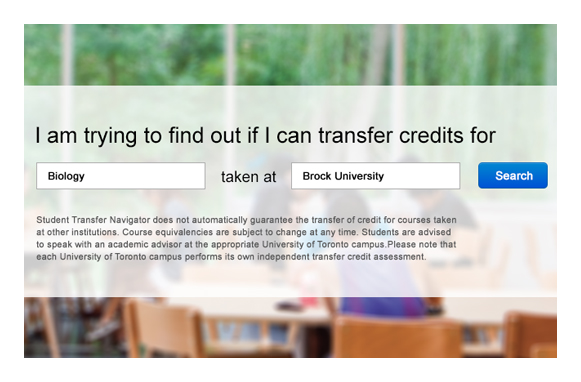 I am trying to find out if I can transfer credits for
Biology taken at Brock University Search
Student Transfer Navigator does not automatically guarantee the transfer of credit for courses taken
at other institutions. Course equivalencies are subject to change at any time. Students are advised
to speak with an academic advisor at the appropriate University of Toronto campus.Please note that
each University of Toronto campus performs its own independent transfer credit assessment.